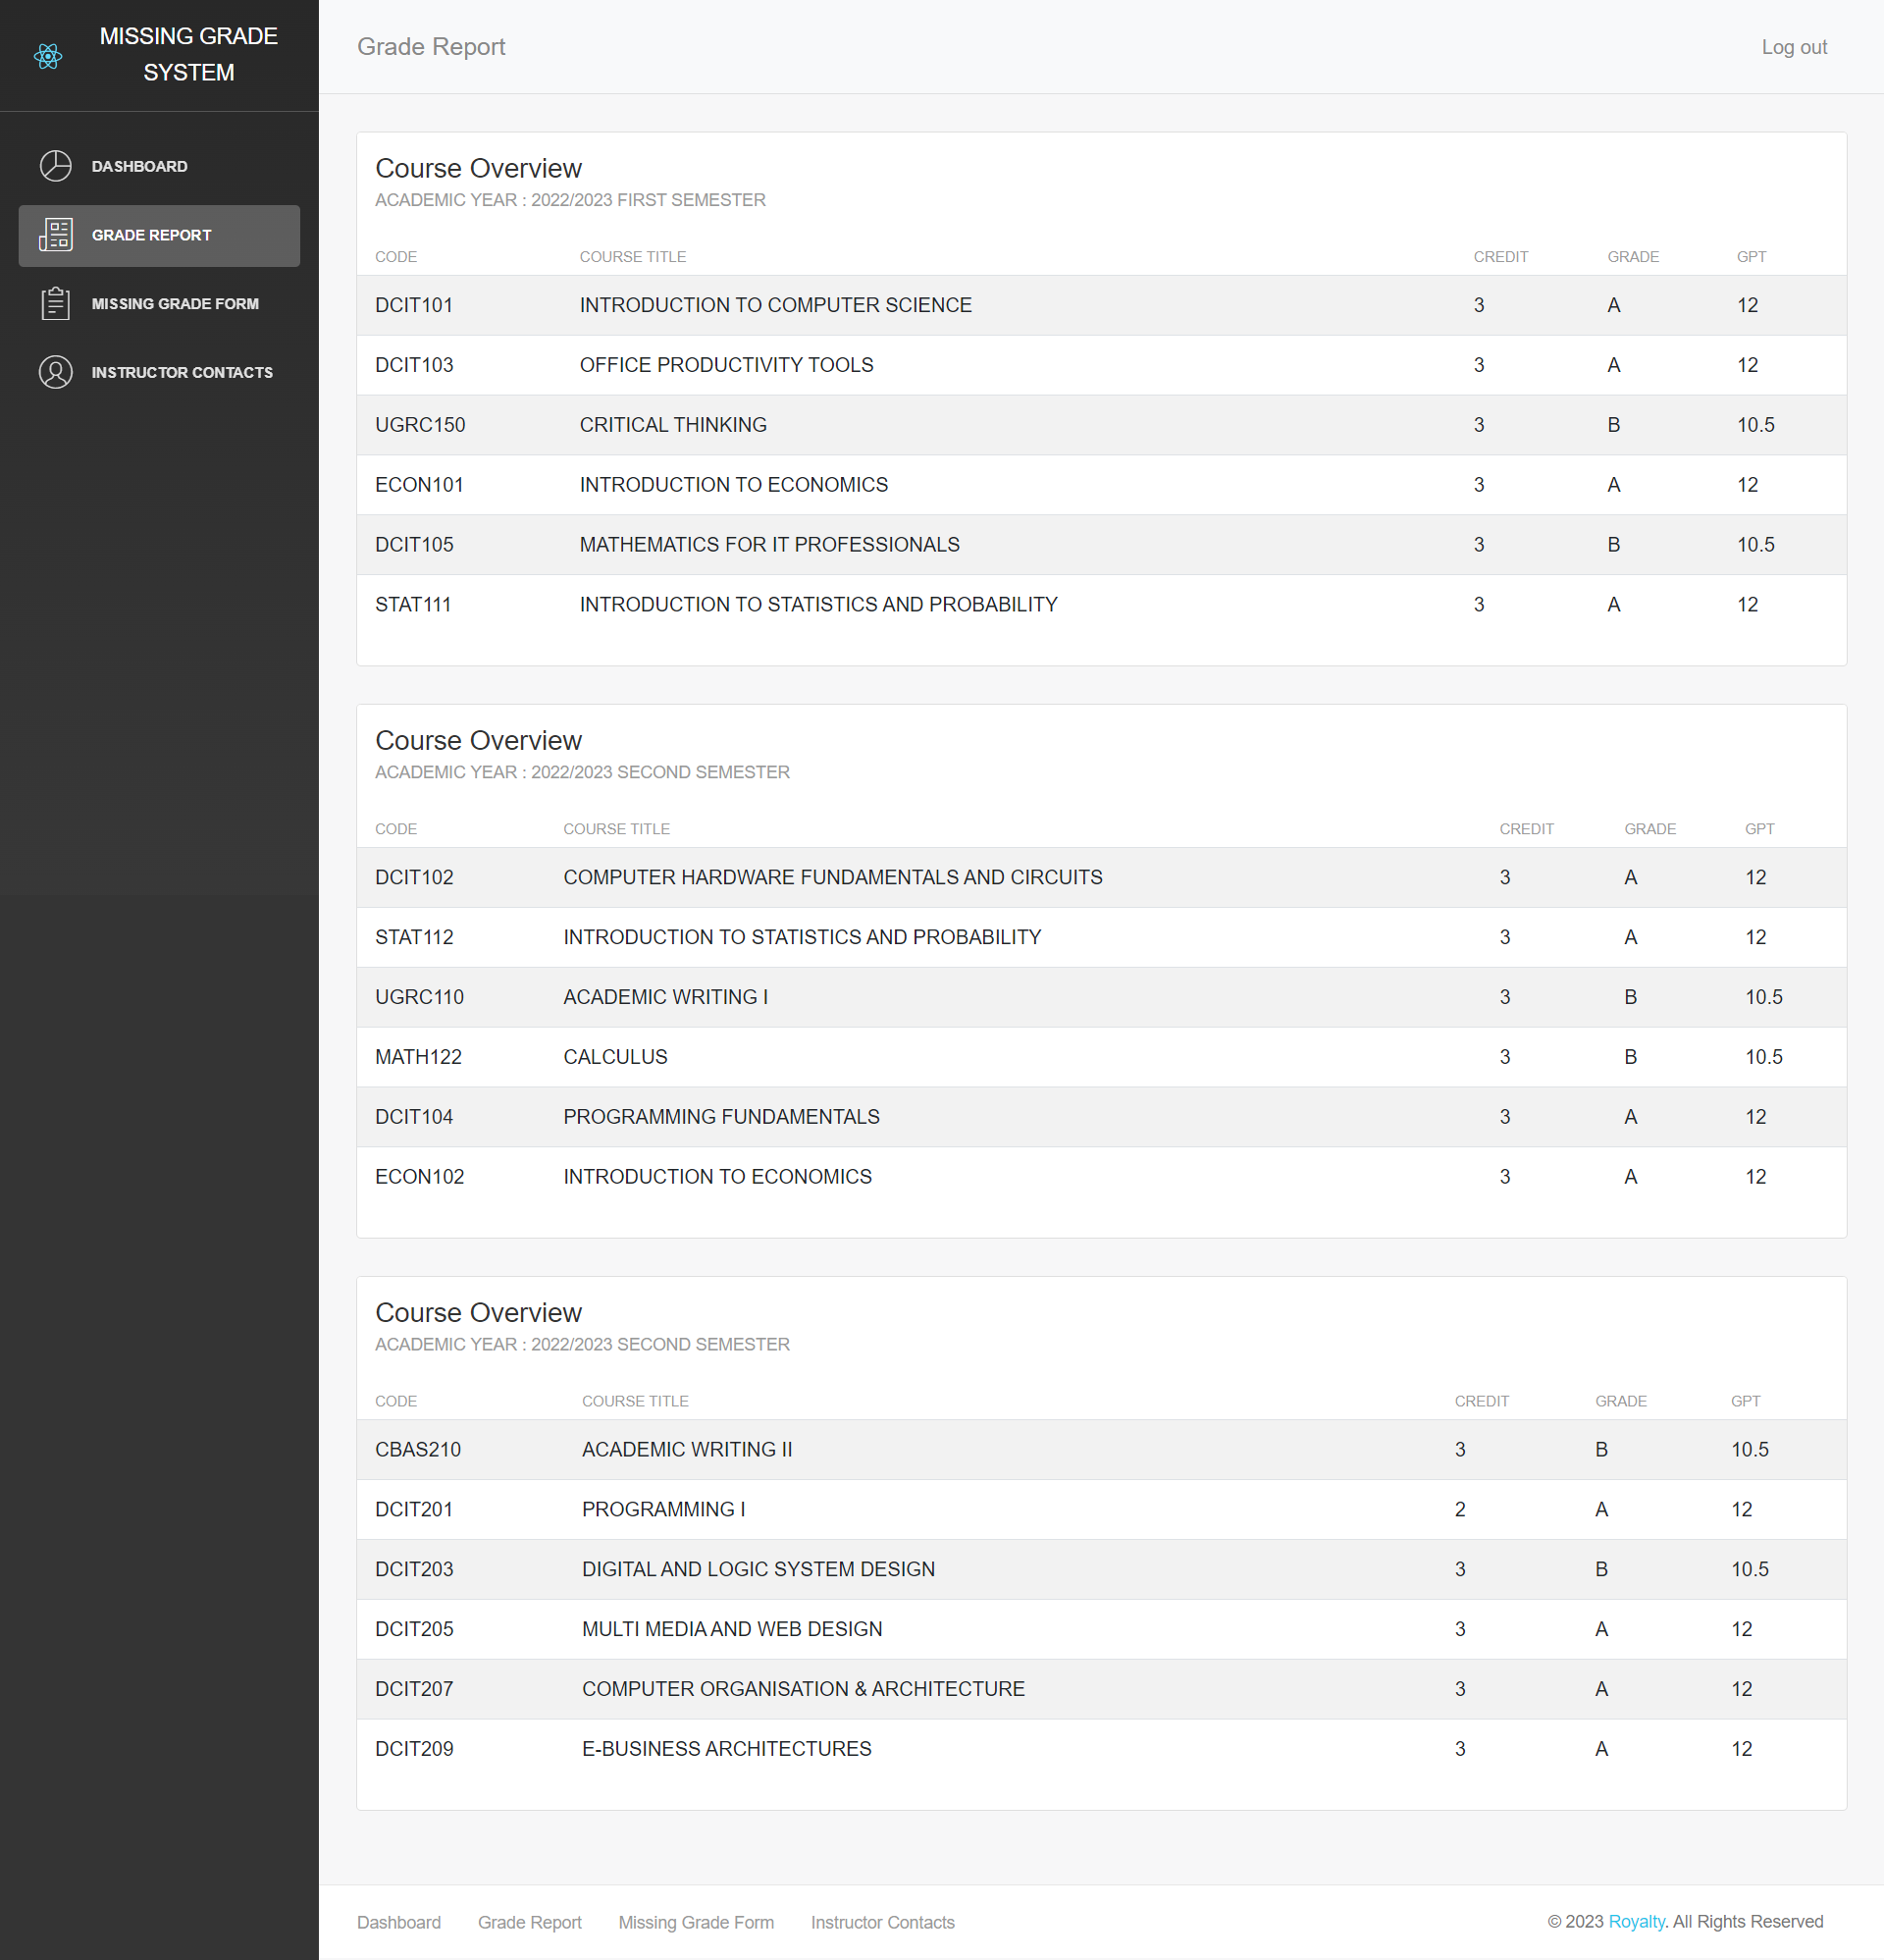 MISSING GRADE
SYSTEM
DASHBOARD
GRADE REPORT
MISSING GRADE FORM
INSTRUCTOR CONTACTS
Grade Report
Log out
Course Overview
ACADEMIC YEAR : 2022/2023 FIRST SEMESTER
CODE COURSE TITLE CREDIT GRADE GPT
DCIT101 INTRODUCTION TO COMPUTER SCIENCE 3 A 12
DCIT103 OFFICE PRODUCTIVITY TOOLS 3 A 12
UGRC150 CRITICAL THINKING 3 B 10.5
ECON101 INTRODUCTION TO ECONOMICS 3 A 12
DCIT105 MATHEMATICS FOR IT PROFESSIONALS 3 B 10.5
STAT111 INTRODUCTION TO STATISTICS AND PROBABILITY 3 A 12
Course Overview
ACADEMIC YEAR : 2022/2023 SECOND SEMESTER
CODE COURSE TITLE CREDIT GRADE GPT
DCIT102 COMPUTER HARDWARE FUNDAMENTALS AND CIRCUITS 3 A 12
STAT112 INTRODUCTION TO STATISTICS AND PROBABILITY 3 A 12
UGRC110 ACADEMIC WRITING I 3 B 10.5
MATH122 CALCULUS 3 B 10.5
DCIT104 PROGRAMMING FUNDAMENTALS 3 A 12
ECON102 INTRODUCTION TO ECONOMICS 3 A 12
Course Overview
ACADEMIC YEAR : 2022/2023 SECOND SEMESTER
CODE COURSE TITLE CREDIT GRADE GPT
CBAS210 ACADEMIC WRITING II 3 B 10.5
DCIT201 PROGRAMMING I 2 A 12
DCIT203 DIGITAL AND LOGIC SYSTEM DESIGN 3 B 10.5
DCIT205 MULTI MEDIA AND WEB DESIGN 3 A 12
DCIT207 COMPUTER ORGANISATION & ARCHITECTURE 3 A 12
DCIT209 E-BUSINESS ARCHITECTURES 3 A 12
Dashboard Grade Report Missing Grade Form Instructor Contacts © 2023 Royalty. All Rights Reserved